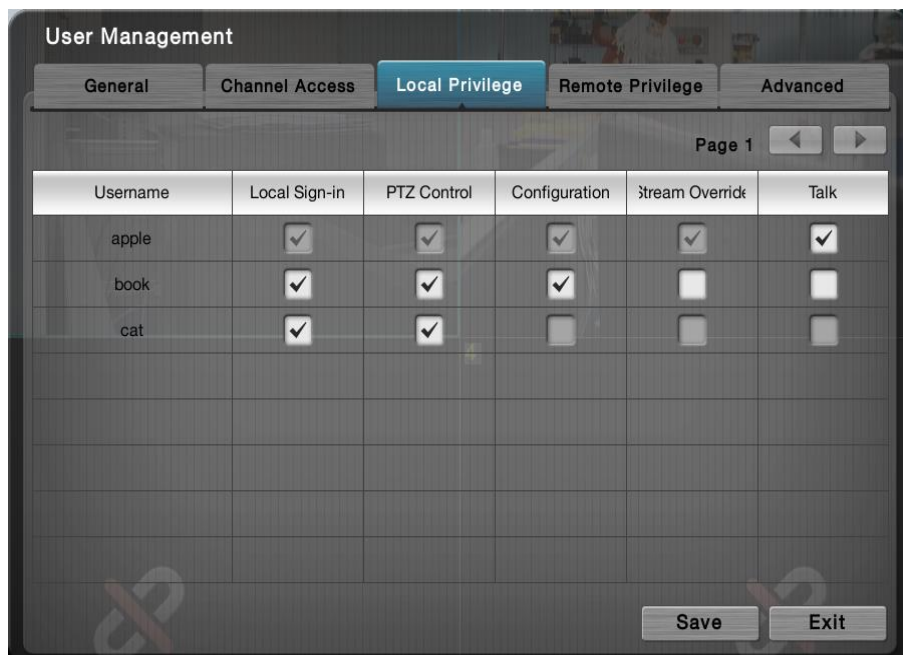 User Management
General Channel Access Local Privilege Remote Privilege Advanced
Page 1
Username Local Sign-in PTZ Control Configuration Stream Override Talk
apple
book
cat
4
Save Exit